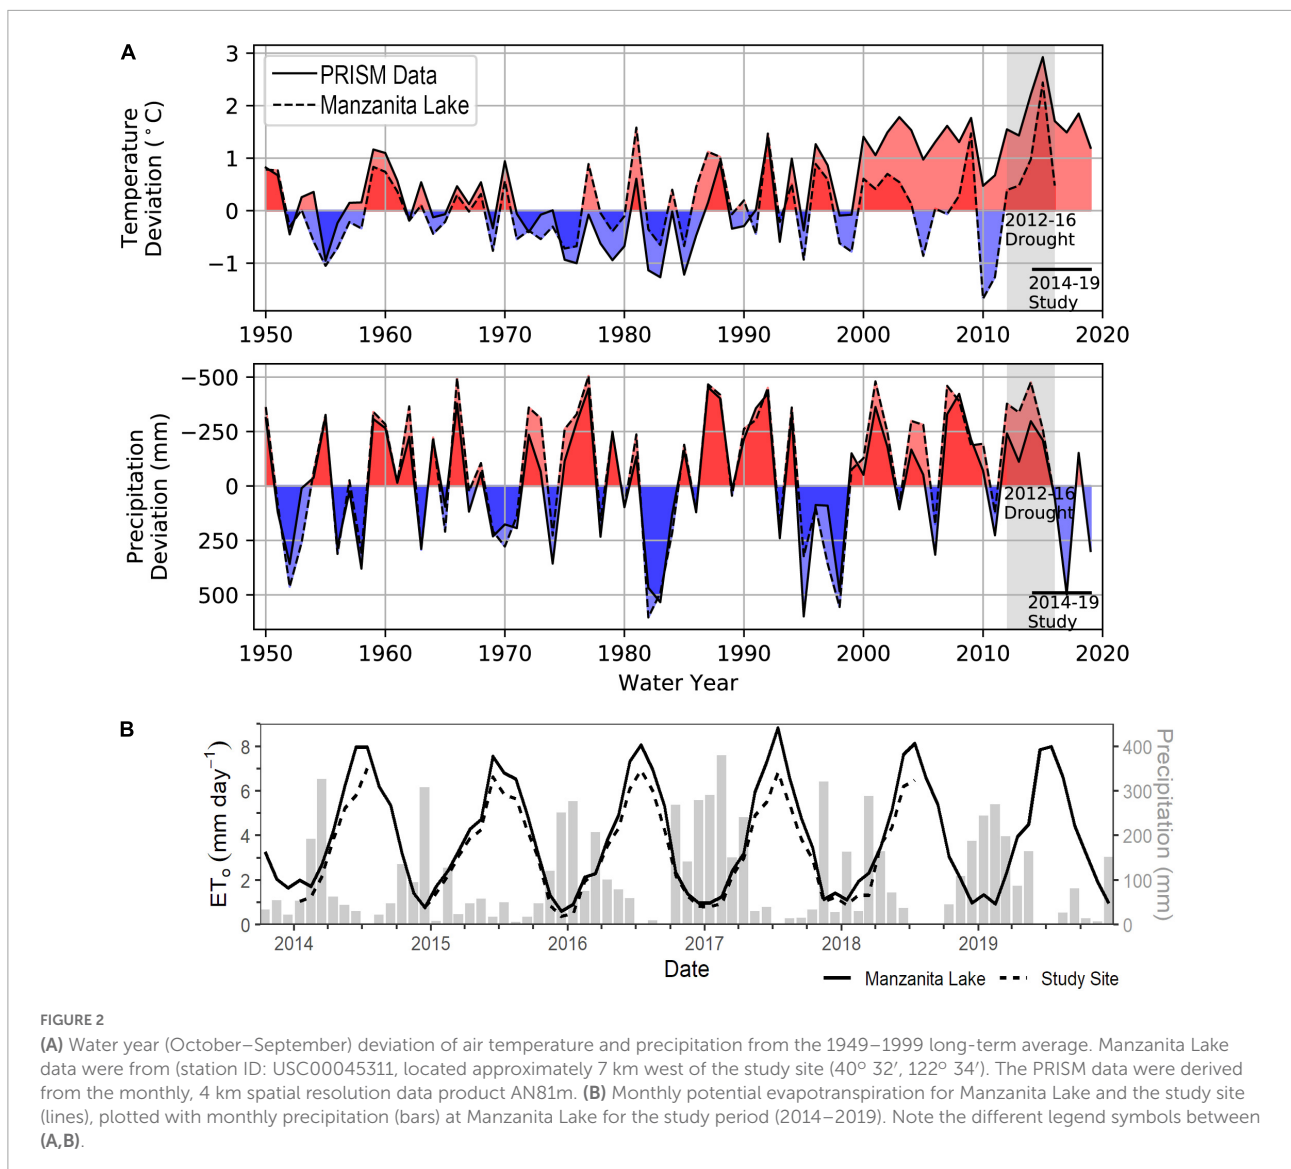 A
3
2
1
0
−1
Temperature
Deviation (°C)
PRISM Data
Manzanita Lake
2012-16
Drought
2014-19
Study
1950 1960 1970 1980 1990 2000 2010 2020
−500
−250
0
250
500
Precipitation
Deviation (mm)
2012-16
Drought
2014-19
Study
1950 1960 1970 1980 1990 2000 2010 2020
Water Year
B
8
6
4
2
0
ETo (mm day−1)
400
300
200
100
0
Precipitation (mm)
2014 2015 2016 2017 2018 2019
Date
Manzanita Lake Study Site
FIGURE 2
(A) Water year (October–September) deviation of air temperature and precipitation from the 1949–1999 long-term average. Manzanita Lake
data were from (station ID: USC00045311, located approximately 7 km west of the study site (40° 32′, 122° 34′). The PRISM data were derived
from the monthly, 4 km spatial resolution data product AN81m. (B) Monthly potential evapotranspiration for Manzanita Lake and the study site
(lines), plotted with monthly precipitation (bars) at Manzanita Lake for the study period (2014–2019). Note the different legend symbols between
(A,B).